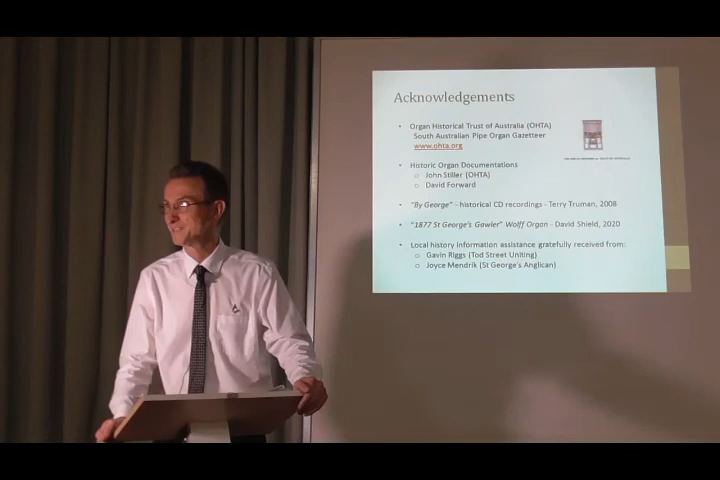 Acknowledgements
• Organ Historical Trust of Australia (OHTA)
South Australian Pipe Organ Gazetteer
www.ohta.org
• Historic Organ Documentations
○ John Stiller (OHTA)
○ David Forward
• "By George" - historical CD recordings - Terry Truman, 2008
• "1877 St George's Gawler" Wolff Organ - David Shield, 2020
• Local history information assistance gratefully received from:
○ Gavin Riggs (Tod Street Uniting)
○ Joyce Mendrik (St George's Anglican)